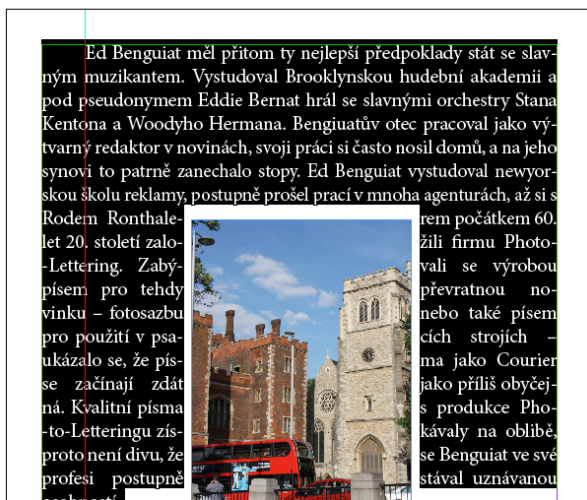 Ed Benguiat měl přitom ty nejlepší předpoklady stát se slav-
ným muzikantem. Vystudoval Brooklynskou hudební akademii a
pod pseudonymem Eddie Bernat hrál se slavnými orchestry Stana
Kentona a Woodyho Hermana. Bengiuatův otec pracoval jako vý-
tvarný redaktor v novinách, svoji práci si často nosil domů, a na jeho
synovi to patrně zanechalo stopy. Ed Benguiat vystudoval newyor-
skou školu reklamy, postupně prošel prací v mnoha agenturách, až si s
Rodem Ronthale- rem počátkem 60.
let 20. století zalo- žili firmu Photo-
-Lettering. Zabý- vali se výrobou
písem pro tehdy převratnou no-
vinku – fotosazbu nebo také písem
pro použití v psa- cích strojích –
ukázalo se, že pís- ma jako Courier
se začínají zdát jako příliš obyčej-
ná. Kvalitní písma s produkce Pho-
-to-Letteringu zís- kávaly na oblibě,
proto není divu, že se Benguiat ve své
profesi postupně stával uznávanou